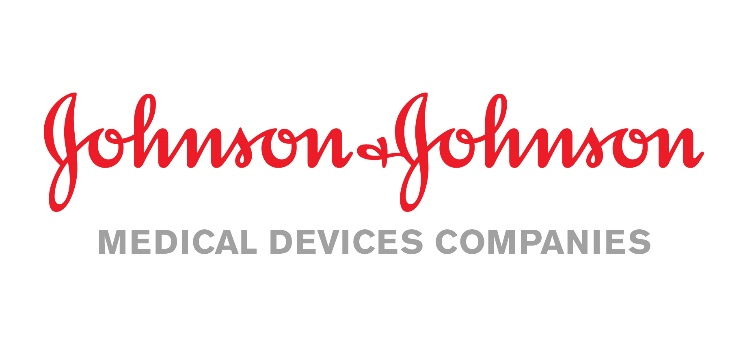 Johnson & Johnson
MEDICAL DEVICES COMPANIES